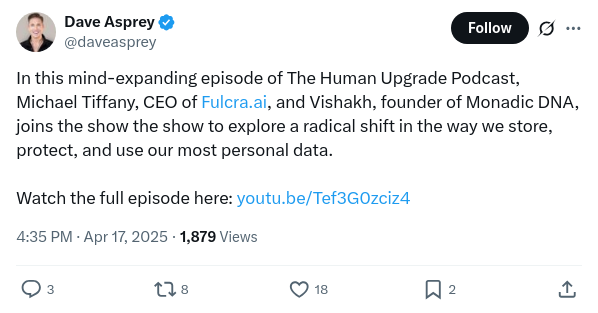 Dave Asprey
@daveasprey
Follow
In this mind-expanding episode of The Human Upgrade Podcast,
Michael Tiffany, CEO of Fulcra.ai, and Vishakh, founder of Monadic DNA,
joins the show the show to explore a radical shift in the way we store,
protect, and use our most personal data.
Watch the full episode here: youtu.be/Tef3G0zciz4
4:35 PM · Apr 17, 2025 · 1,879 Views
3 8 18 2